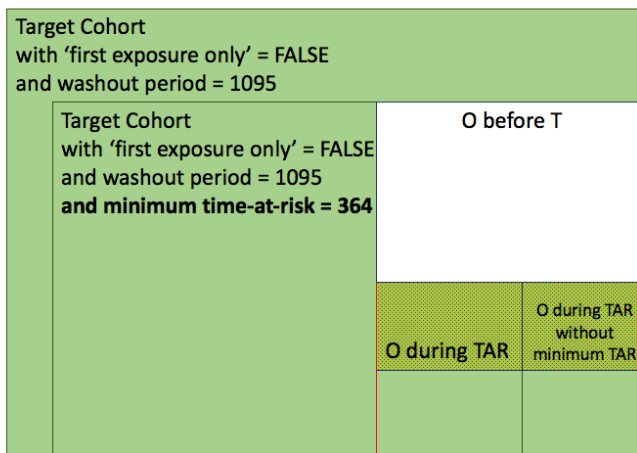 Target Cohort
with ‘first exposure only’ = FALSE
and washout period = 1095
Target Cohort
with ‘first exposure only’ = FALSE
and washout period = 1095
and minimum time-at-risk = 364
O before T
O during TAR
O during TAR
without
minimum TAR